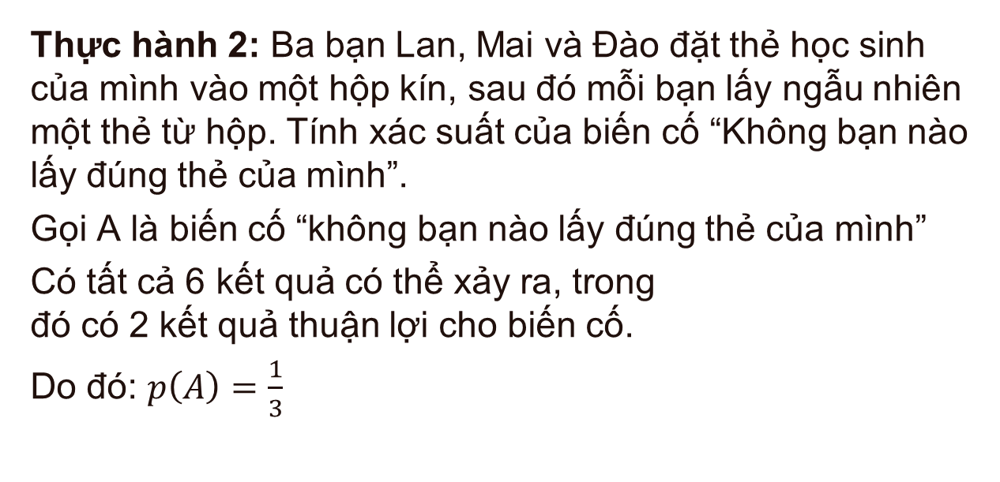 Thực hành 2: Ba bạn Lan, Mai và Đào đặt thẻ học sinh
của mình vào một hộp kín, sau đó mỗi bạn lấy ngẫu nhiên
một thẻ từ hộp. Tính xác suất của biến cố “Không bạn nào
lấy đúng thẻ của mình”.
Gọi A là biến cố “không bạn nào lấy đúng thẻ của mình”
Có tất cả 6 kết quả có thể xảy ra, trong
đó có 2 kết quả thuận lợi cho biến cố.
Do đó: p(A) = 1/3